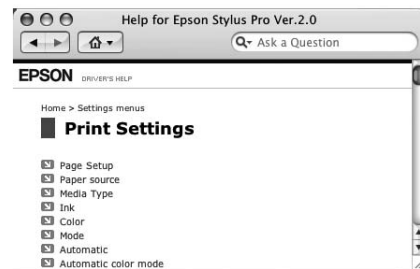 Help for Epson Stylus Pro Ver.2.0
Ask a Question
EPSON DRIVER'S HELP
Home > Settings menus
Print Settings
Page Setup
Paper source
Media Type
Ink
Color
Mode
Automatic
Automatic color mode